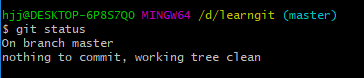 hjj@DESKTOP-6P8S7QO MINGW64 /d/learngit (master)
$ git status
On branch master
nothing to commit, working tree clean